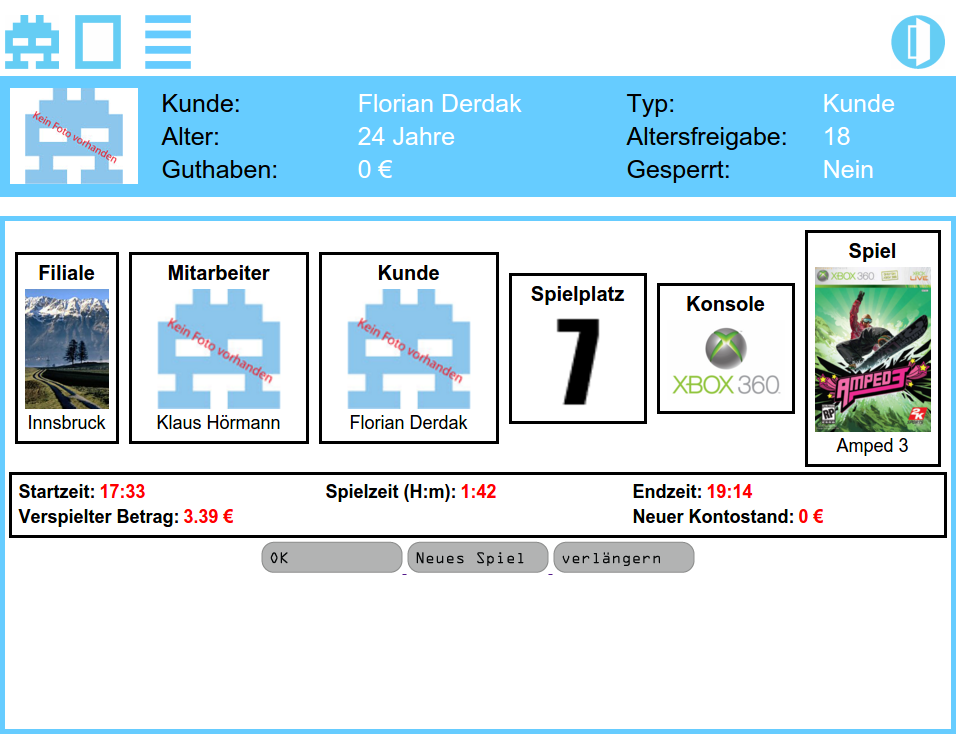 Kein Foto vorhanden
Kunde: Florian Derdak Typ: Kunde
Alter: 24 Jahre Altersfreigabe: 18
Guthaben: 0 € Gesperrt: Nein
Filiale
Innsbruck
Mitarbeiter
Kein Foto vorhanden
Klaus Hörmann
Kunde
Kein Foto vorhanden
Florian Derdak
Spielplatz
7
Konsole
XBOX 360
Spiel
XBOX 360
LIVE
AMPED 3
RP
2K
Amped 3
Startzeit: 17:33 Spielzeit (H:m): 1:42 Endzeit: 19:14
Verspielter Betrag: 3.39 € Neuer Kontostand: 0 €
OK Neues Spiel verlängern